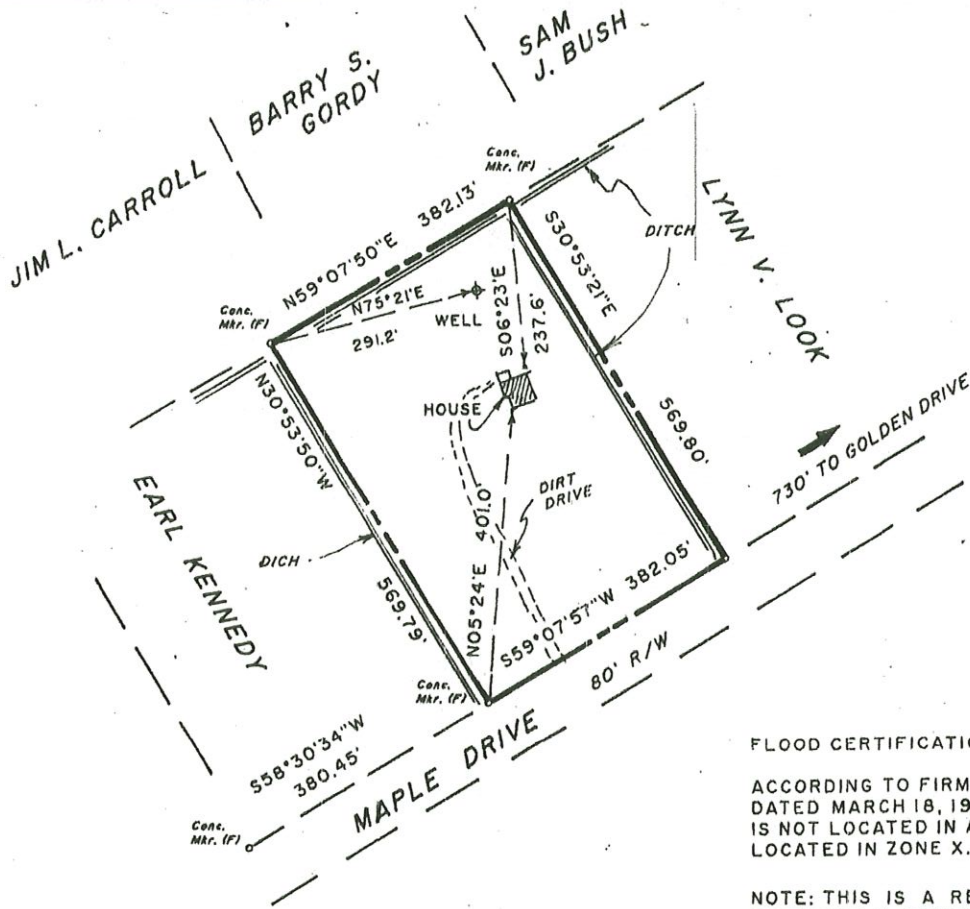 SAM
J. BUSH
BARRY S.
GORDY
JIM L. CARROLL
Conc.
Mkr. (F)
N59°07'50"E 382.13'
S30°53'21"E
DITCH
LYNN V. LOOK
N75°21'E
WELL
S06°23'E
237.6'
Conc.
Mkr. (F)
291.2'
N30°53'50"W
HOUSE
569.80'
730' TO GOLDEN DRIVE
EARL KENNEDY
DIRT
DRIVE
401.0'
DICH
569.79'
N05°24'E
S59°07'57"W 382.05'
80' R/W
Conc.
Mkr. (F)
S58°30'34"W
380.45'
MAPLE DRIVE
Conc.
Mkr. (F)
FLOOD CERTIFICATIO
ACCORDING TO FIRM
DATED MARCH 18, 19
IS NOT LOCATED IN
LOCATED IN ZONE X.
NOTE: THIS IS A RE